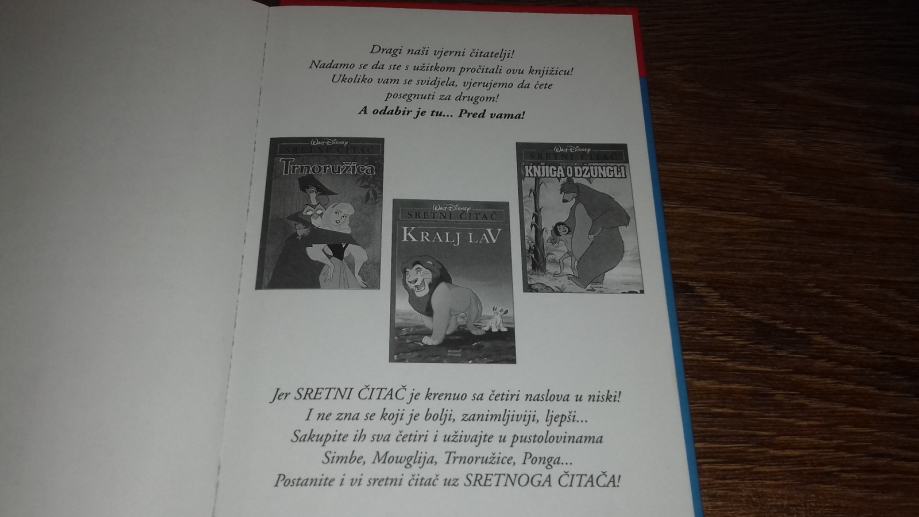 Dragi naši vjerni čitatelji!
Nadamo se da ste s užitkom pročitali ovu knjižicu!
Ukoliko vam se svidjela, vjerujemo da ćete
posegnuti za drugom!
A odabir je tu... Pred vama!
Walt Disney
SRETNI ČITAČ
Trnoružica
Walt Disney
SRETNI ČITAČ
KRALJ LAV
Walt Disney
SRETNI ČITAČ
KNJIGA O DŽUNGLI
Jer SRETNI ČITAČ je krenuo sa četiri naslova u niski!
I ne zna se koji je bolji, zanimljiviji, ljepši...
Sakupite ih sva četiri i uživajte u pustolovinama
Simbe, Mowglija, Trnoružice, Ponga...
Postanite i vi sretni čitač uz SRETNOGA ČITAČA!